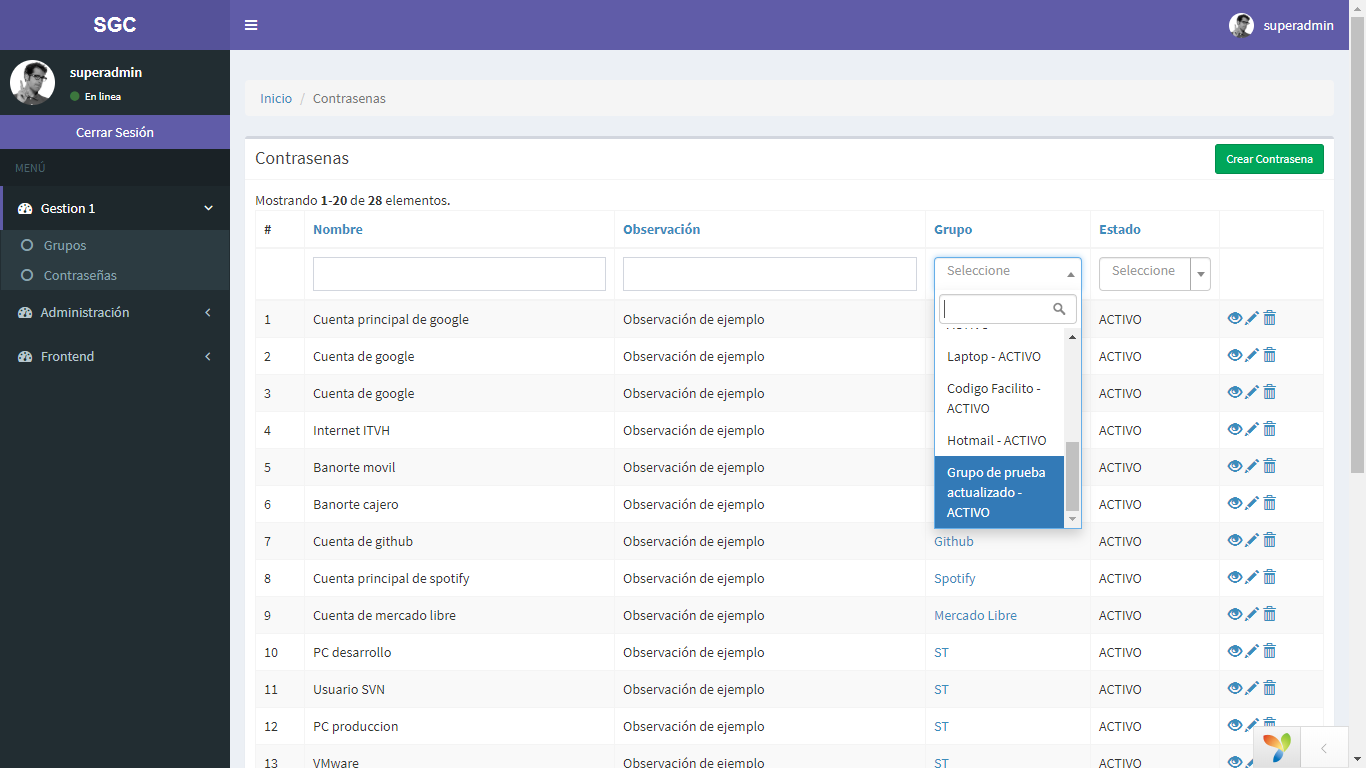 SGC
superadmin
superadmin
En linea
Cerrar Sesión
MENÚ
Gestion 1
Grupos
Contraseñas
Administración
Frontend
Inicio / Contrasenas
Contrasenas
Crear Contrasena
Mostrando 1-20 de 28 elementos.
# Nombre Observación Grupo Estado
Seleccione Seleccione
ACTIVO
Laptop - ACTIVO
Codigo Facilito -
ACTIVO
Hotmail - ACTIVO
Grupo de prueba
actualizado -
ACTIVO
1 Cuenta principal de google Observación de ejemplo ACTIVO
2 Cuenta de google Observación de ejemplo ACTIVO
3 Cuenta de google Observación de ejemplo ACTIVO
4 Internet ITVH Observación de ejemplo ACTIVO
5 Banorte movil Observación de ejemplo ACTIVO
6 Banorte cajero Observación de ejemplo ACTIVO
7 Cuenta de github Observación de ejemplo Github ACTIVO
8 Cuenta principal de spotify Observación de ejemplo Spotify ACTIVO
9 Cuenta de mercado libre Observación de ejemplo Mercado Libre ACTIVO
10 PC desarrollo Observación de ejemplo ST ACTIVO
11 Usuario SVN Observación de ejemplo ST ACTIVO
12 PC produccion Observación de ejemplo ST ACTIVO
13 VMware Observación de ejemplo ST ACTIVO